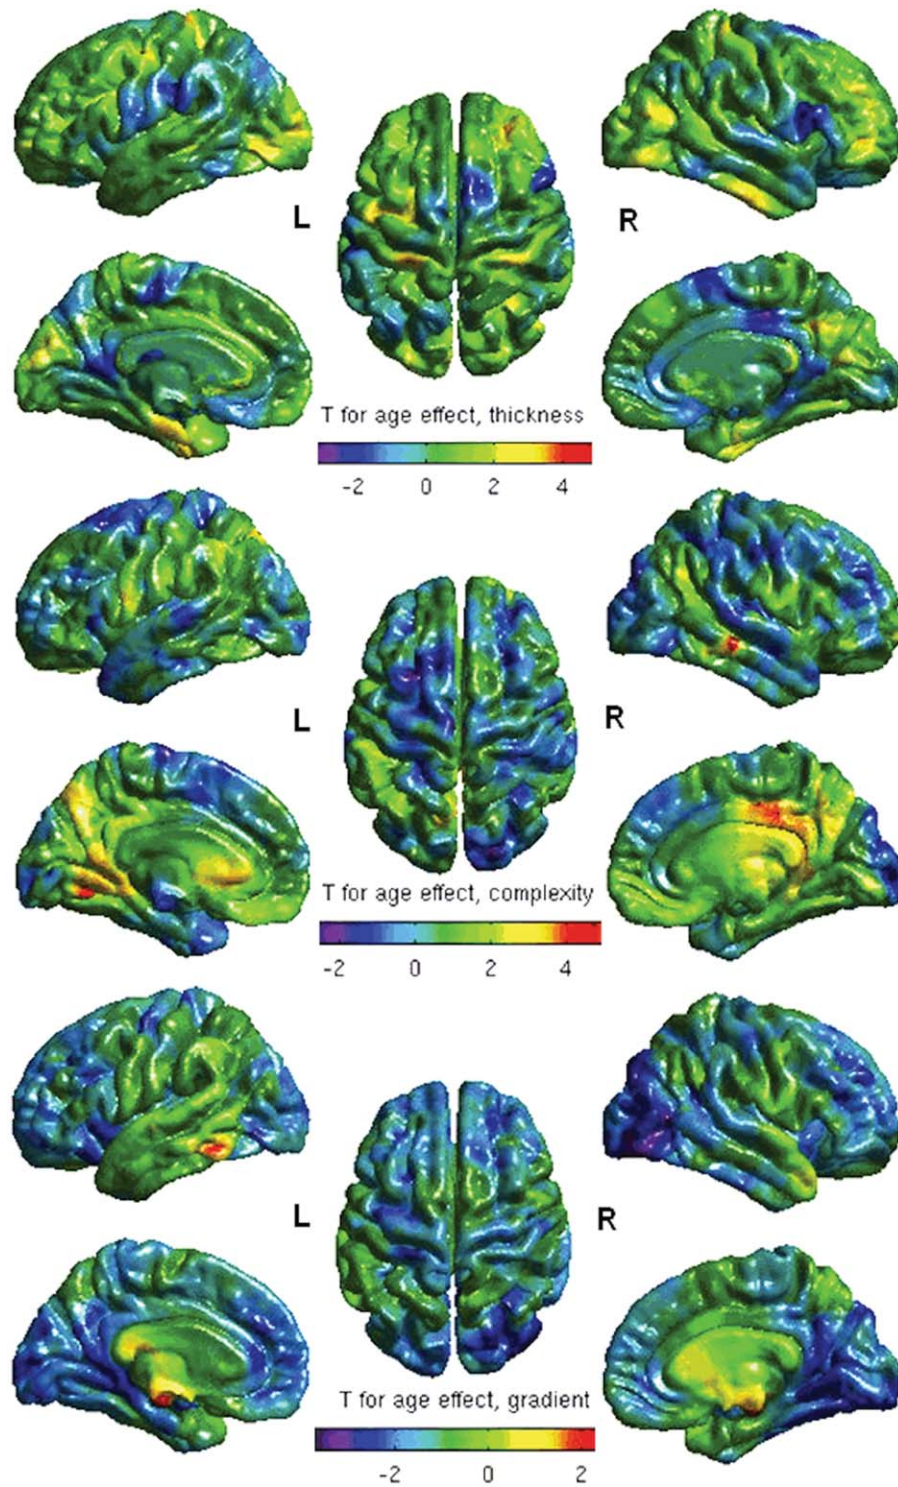 L
R
T for age effect, thickness
-2 0 2 4
L
R
T for age effect, complexity
-2 0 2 4
L
R
T for age effect, gradient
-2 0 2